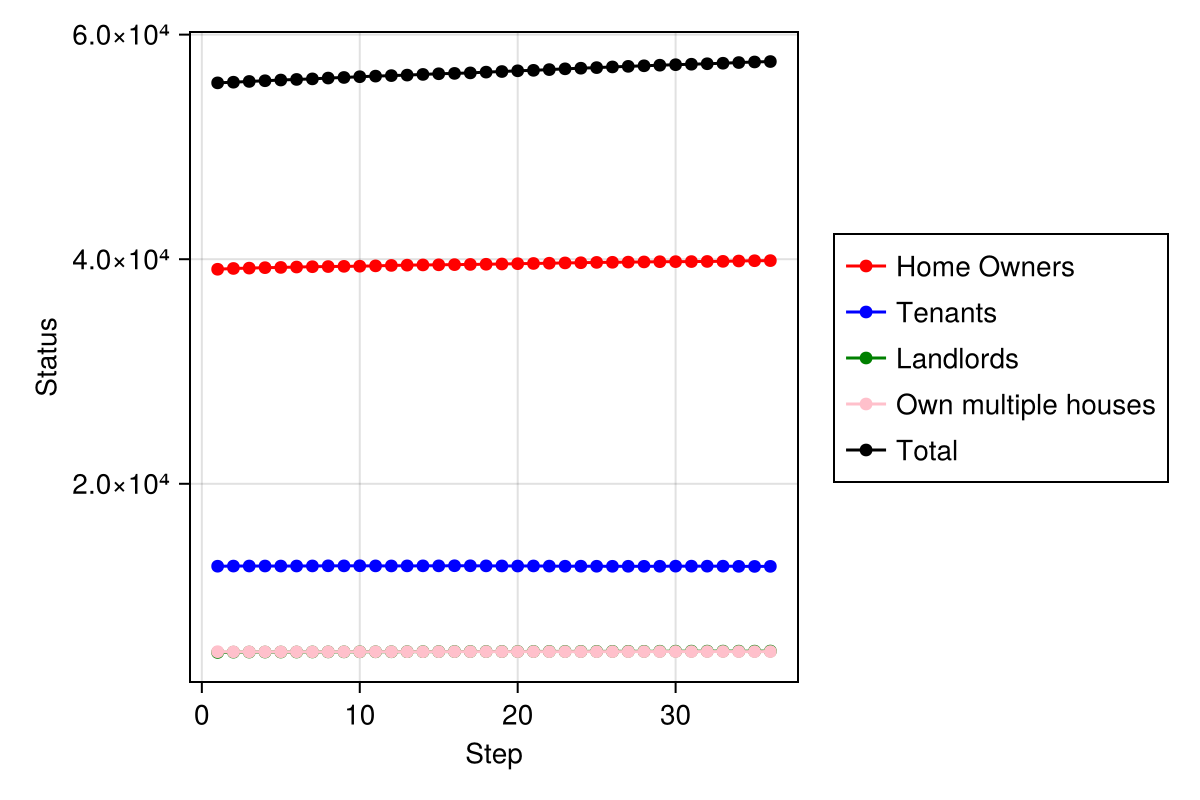 6.0×10⁴
4.0×10⁴
2.0×10⁴
Status
0 10 20 30
Step
Home Owners
Tenants
Landlords
Own multiple houses
Total